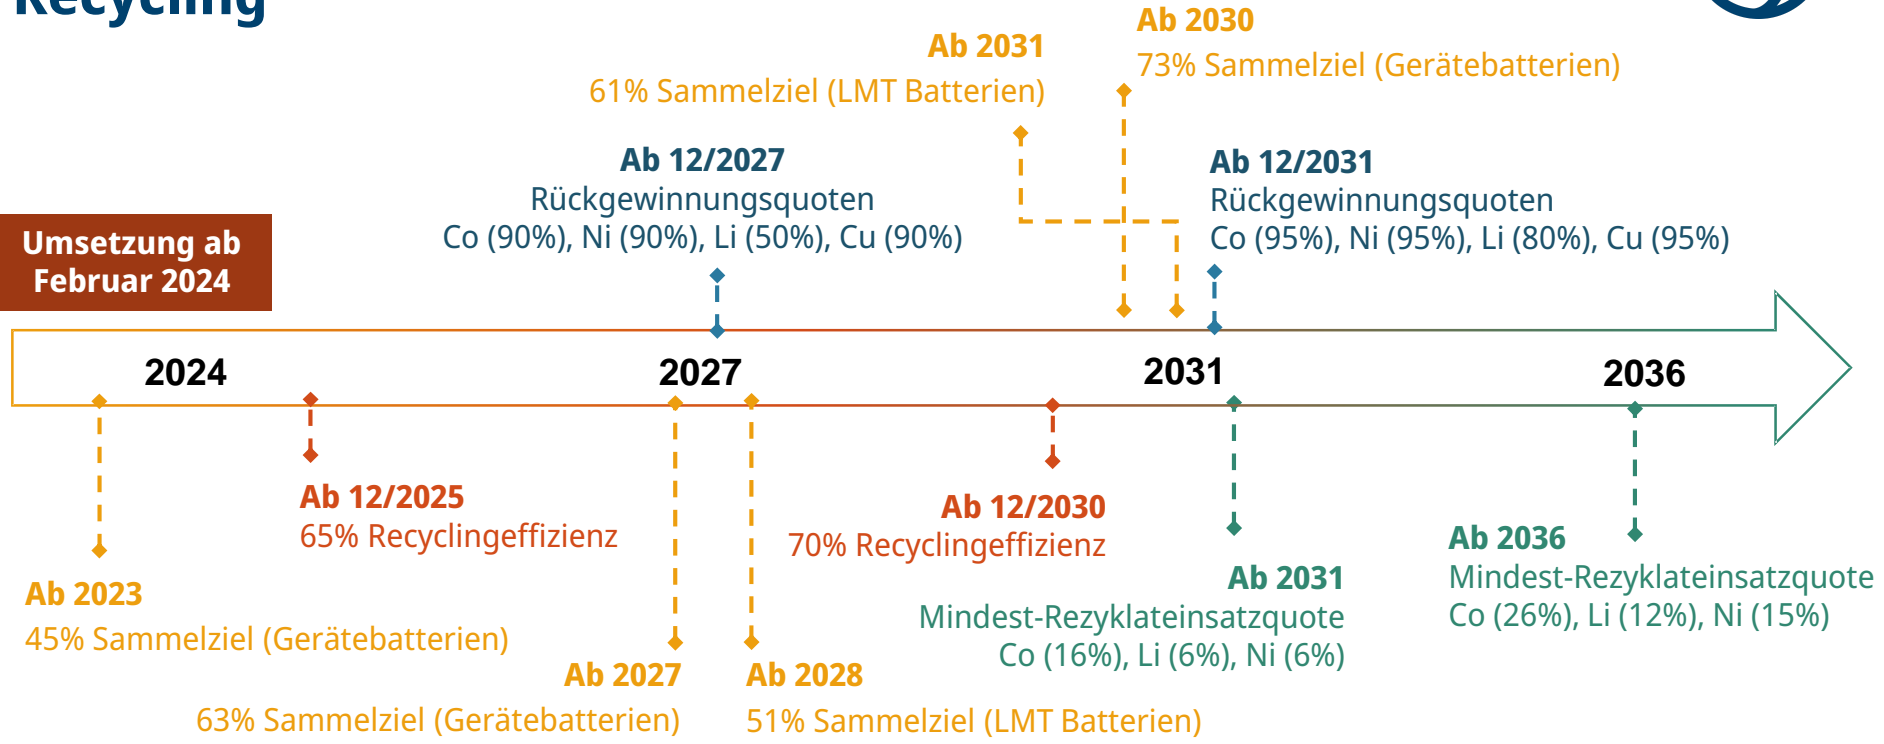 Recycling
Ab 2030
73% Sammelziel (Gerätebatterien)
Ab 2031
61% Sammelziel (LMT Batterien)
Ab 12/2027
Rückgewinnungsquoten
Co (90%), Ni (90%), Li (50%), Cu (90%)
Ab 12/2031
Rückgewinnungsquoten
Co (95%), Ni (95%), Li (80%), Cu (95%)
Umsetzung ab
Februar 2024
2024
2027
2031
2036
Ab 12/2025
65% Recyclingeffizienz
Ab 12/2030
70% Recyclingeffizienz
Ab 2023
45% Sammelziel (Gerätebatterien)
Ab 2031
Mindest-Rezyklateinsatzquote
Co (16%), Li (6%), Ni (6%)
Ab 2036
Mindest-Rezyklateinsatzquote
Co (26%), Li (12%), Ni (15%)
Ab 2027
63% Sammelziel (Gerätebatterien)
Ab 2028
51% Sammelziel (LMT Batterien)